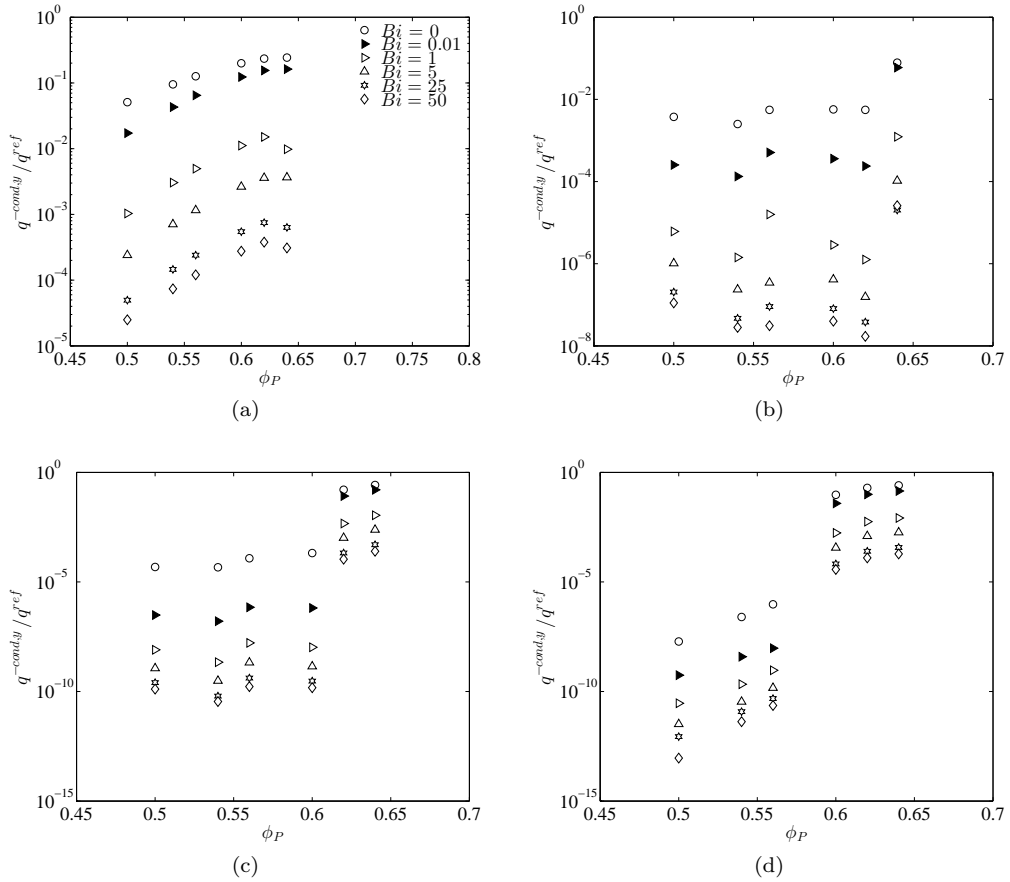 10^0
10^-1
10^-2
10^-3
10^-4
10^-5
0.45 0.5 0.55 0.6 0.65 0.7 0.75 0.8
q^{-cond,y}/q^{ref}
ϕ_P
Bi = 0
Bi = 0.01
Bi = 1
Bi = 5
Bi = 25
Bi = 50
(a)
10^0
10^-2
10^-4
10^-6
10^-8
0.45 0.5 0.55 0.6 0.65 0.7
q^{-cond,y}/q^{ref}
ϕ_P
(b)
10^0
10^-5
10^-10
10^-15
0.45 0.5 0.55 0.6 0.65 0.7
q^{-cond,y}/q^{ref}
ϕ_P
(c)
10^0
10^-5
10^-10
10^-15
0.45 0.5 0.55 0.6 0.65 0.7
q^{-cond,y}/q^{ref}
ϕ_P
(d)